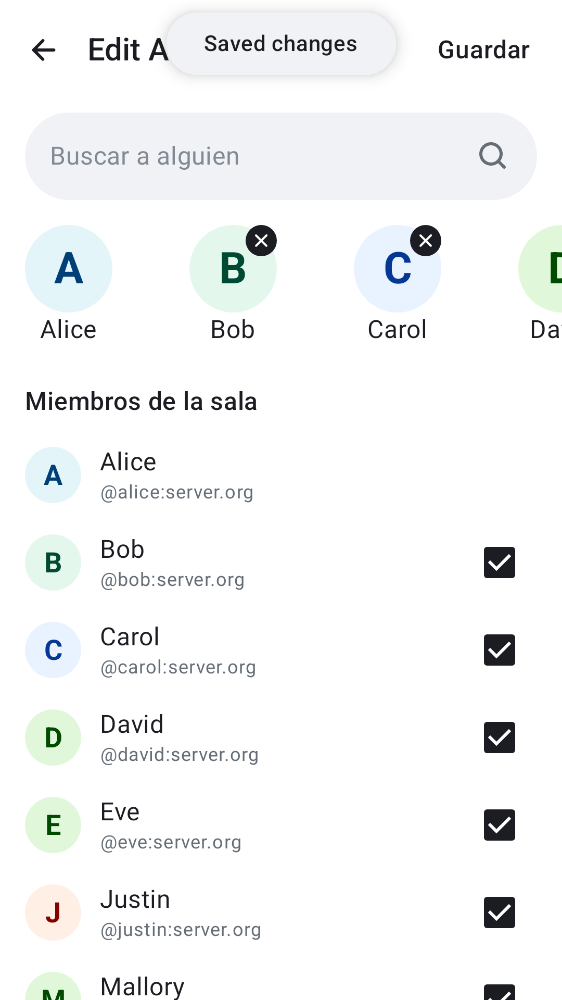 Edit A
Saved changes
Guardar
Buscar a alguien
A
B
C
Alice
Bob
Carol
Miembros de la sala
A
Alice
@alice:server.org
B
Bob
@bob:server.org
C
Carol
@carol:server.org
D
David
@david:server.org
E
Eve
@eve:server.org
J
Justin
@justin:server.org
M
Mallory